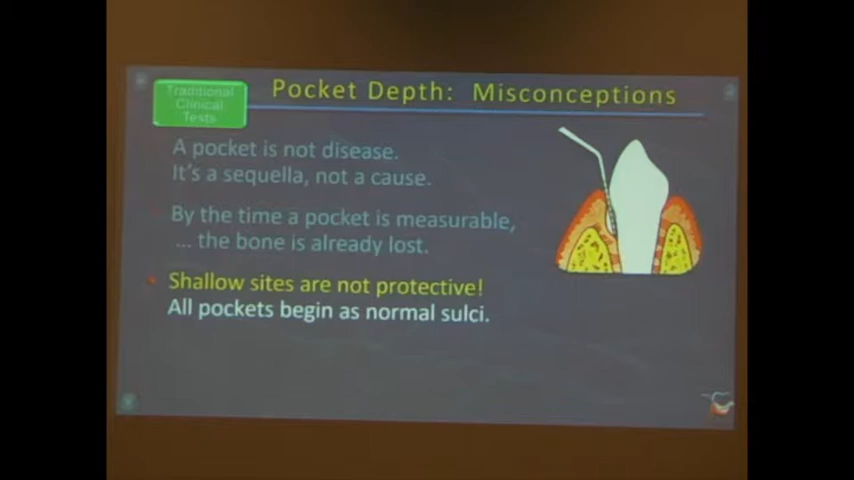 Traditional
Clinical
Tests
Pocket Depth: Misconceptions
A pocket is not disease.
It's a sequella, not a cause.
By the time a pocket is measurable,
... the bone is already lost.
Shallow sites are not protective!
All pockets begin as normal sulci.